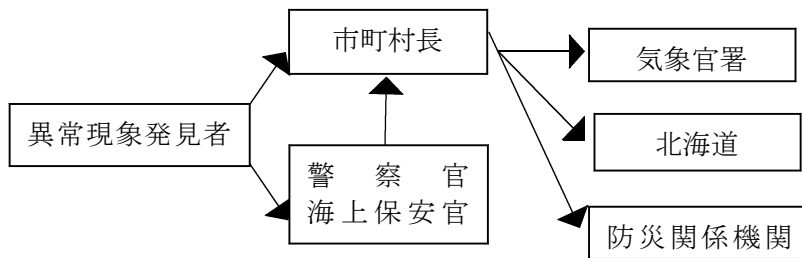 市町村長
気象官署
異常現象発見者
北海道
警察官
海上保安官
防災関係機関